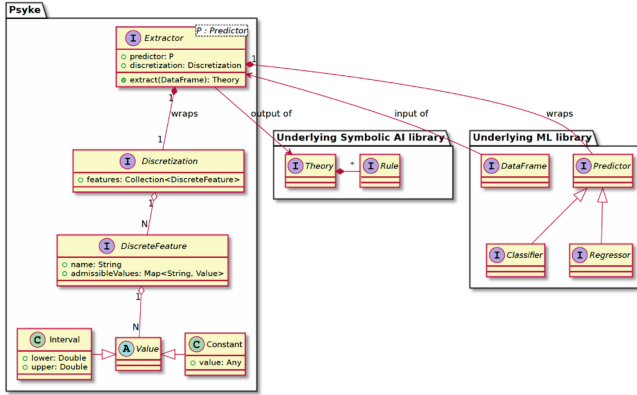 Psyke
P : Predictor
I Extractor
predictor: P
discretization: Discretization
extract(DataFrame): Theory
1
1
wraps
output of
input of
wraps
1
Underlying Symbolic AI library
Underlying ML library
I Discretization
features: Collection<DiscreteFeature>
I Theory
*
I Rule
I DataFrame
I Predictor
1
N
I DiscreteFeature
name: String
admissibleValues: Map<String, Value>
I Classifier
I Regressor
1
N
C Interval
lower: Double
upper: Double
A Value
C Constant
value: Any